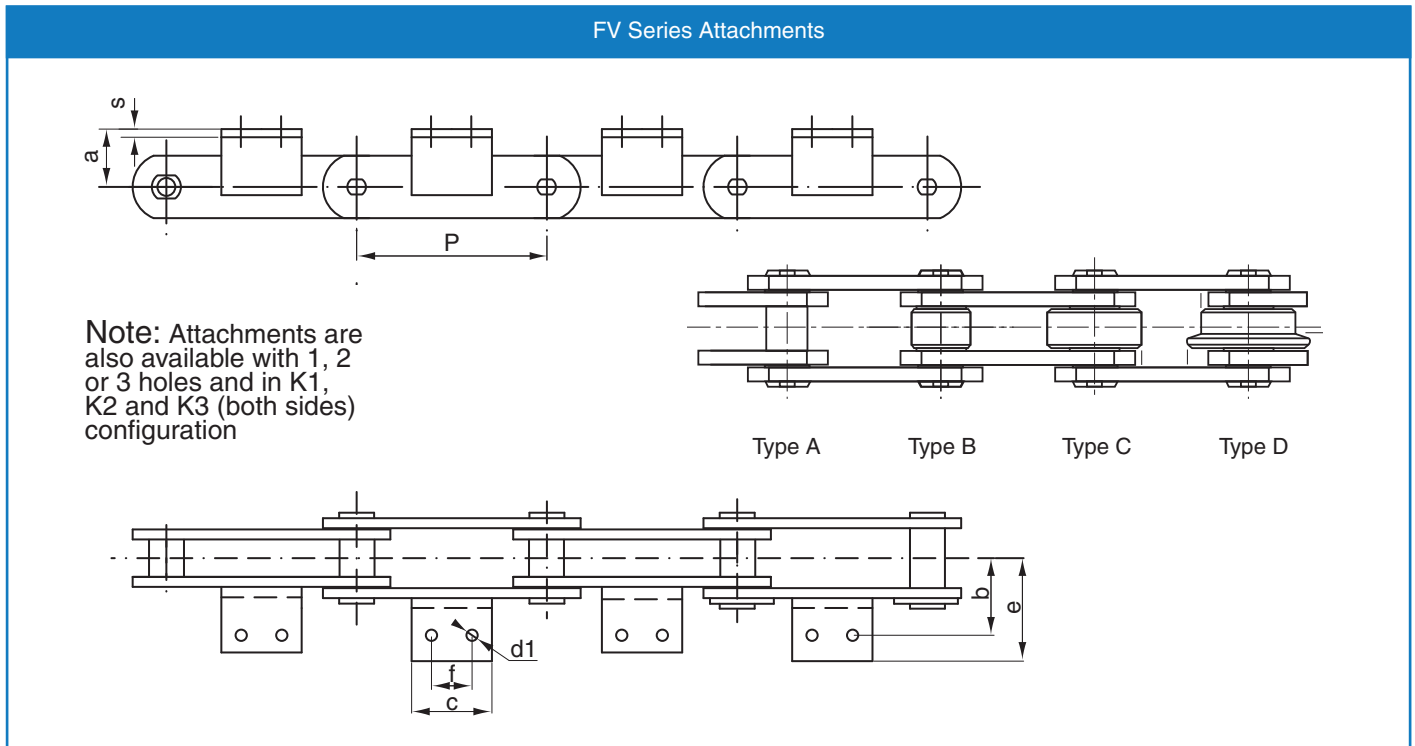 FV Series Attachments
s
a
P
Note: Attachments are
also available with 1, 2
or 3 holes and in K1,
K2 and K3 (both sides)
configuration
Type A
Type B
Type C
Type D
b
e
d1
f
c